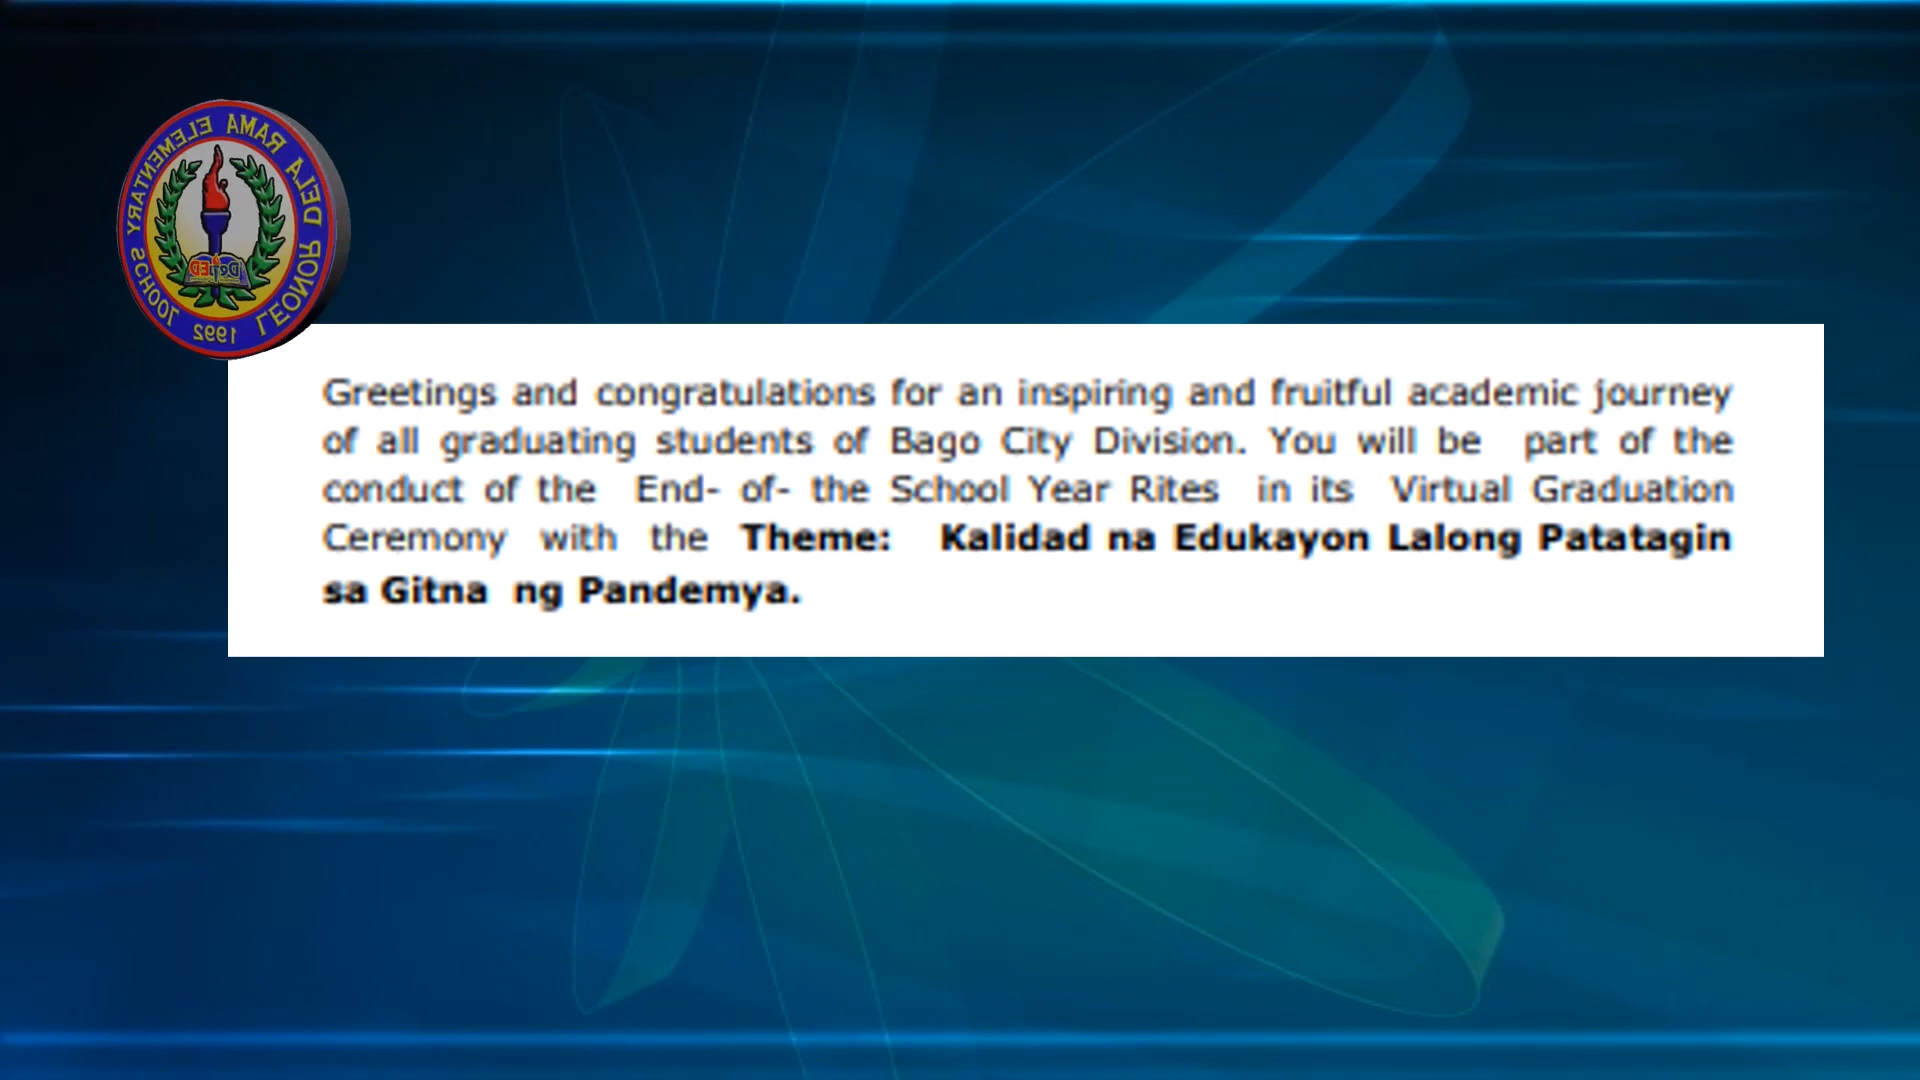 LEONOR DELA RAMA ELEMENTARY SCHOOL
1992
DepED
Greetings and congratulations for an inspiring and fruitful academic journey
of all graduating students of Bago City Division. You will be part of the
conduct of the End- of- the School Year Rites in its Virtual Graduation
Ceremony with the Theme: Kalidad na Edukayon Lalong Patatagin
sa Gitna ng Pandemya.